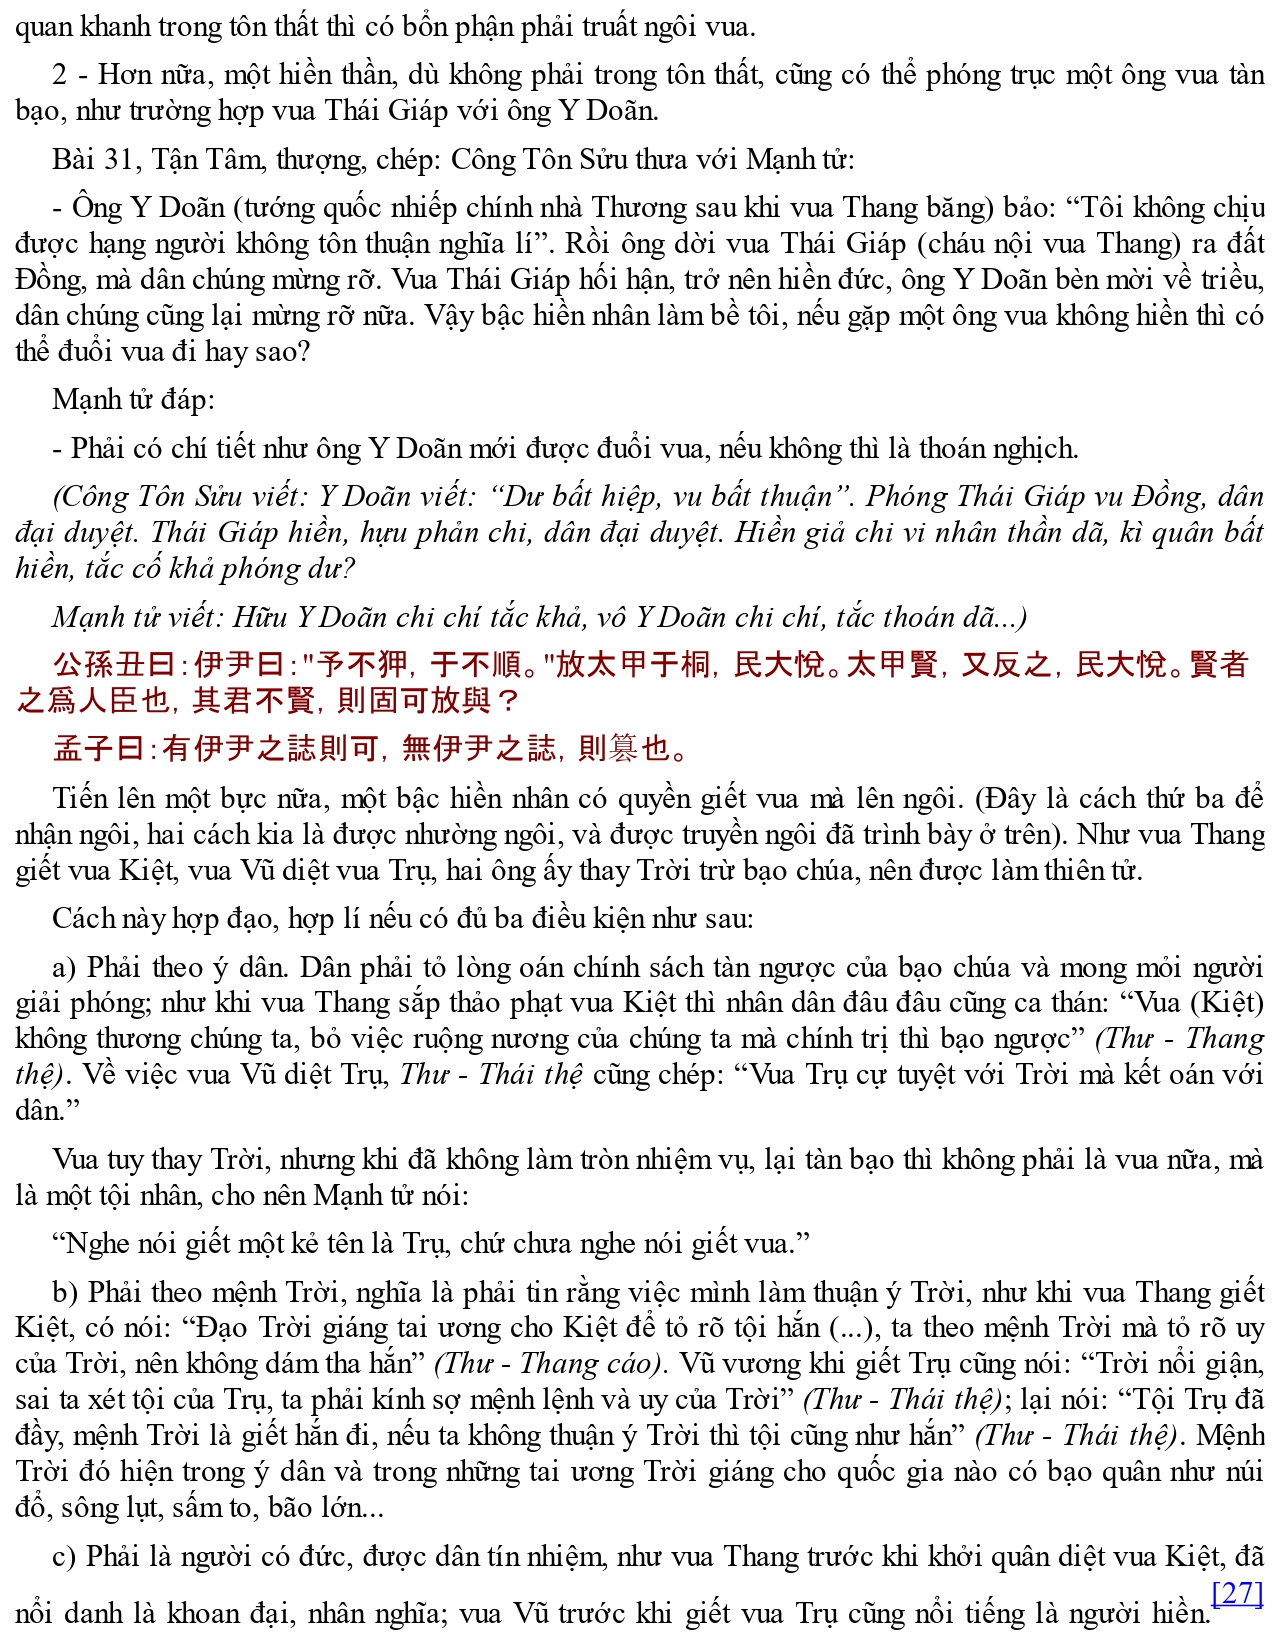 quan khanh trong tôn thất thì có bổn phận phải truất ngôi vua.
2 - Hơn nữa, một hiền thần, dù không phải trong tôn thất, cũng có thể phóng trục một ông vua tàn
bạo, như trường hợp vua Thái Giáp với ông Y Doãn.
Bài 31, Tận Tâm, thượng, chép: Công Tôn Sửu thưa với Mạnh tử:
- Ông Y Doãn (tướng quốc nhiếp chính nhà Thương sau khi vua Thang băng) bảo: “Tôi không chịu
được hạng người không tôn thuận nghĩa lí”. Rồi ông dời vua Thái Giáp (cháu nội vua Thang) ra đất
Đồng, mà dân chúng mừng rỡ. Vua Thái Giáp hối hận, trở nên hiền đức, ông Y Doãn bèn mời về triều,
dân chúng cũng lại mừng rỡ nữa. Vậy bậc hiền nhân làm bề tôi, nếu gặp một ông vua không hiền thì có
thể đuổi vua đi hay sao?
Mạnh tử đáp:
- Phải có chí tiết như ông Y Doãn mới được đuổi vua, nếu không thì là thoán nghịch.
(Công Tôn Sửu viết: Y Doãn viết: “Dư bất hiệp, vu bất thuận”. Phóng Thái Giáp vu Đồng, dân
đại duyệt. Thái Giáp hiền, hựu phản chi, dân đại duyệt. Hiền giả chi vi nhân thần dã, kì quân bất
hiền, tắc cố khả phóng dư?
Mạnh tử viết: Hữu Y Doãn chi chí tắc khả, vô Y Doãn chi chí, tắc thoán dã...)
公孫丑曰：伊尹曰："予不狎，于不順。"放太甲于桐，民大悅。太甲賢，又反之，民大悅。賢者
之爲人臣也，其君不賢，則固可放與？
孟子曰：有伊尹之誌則可，無伊尹之誌，則篡也。
Tiến lên một bực nữa, một bậc hiền nhân có quyền giết vua mà lên ngôi. (Đây là cách thứ ba để
nhận ngôi, hai cách kia là được nhường ngôi, và được truyền ngôi đã trình bày ở trên). Như vua Thang
giết vua Kiệt, vua Vũ diệt vua Trụ, hai ông ấy thay Trời trừ bạo chúa, nên được làm thiên tử.
Cách này hợp đạo, hợp lí nếu có đủ ba điều kiện như sau:
a) Phải theo ý dân. Dân phải tỏ lòng oán chính sách tàn ngược của bạo chúa và mong mỏi người
giải phóng; như khi vua Thang sắp thảo phạt vua Kiệt thì nhân dân đâu đâu cũng ca thán: “Vua (Kiệt)
không thương chúng ta, bỏ việc ruộng nương của chúng ta mà chính trị thì bạo ngược” (Thư - Thang
thệ). Về việc vua Vũ diệt Trụ, Thư - Thái thệ cũng chép: “Vua Trụ cự tuyệt với Trời mà kết oán với
dân.”
Vua tuy thay Trời, nhưng khi đã không làm tròn nhiệm vụ, lại tàn bạo thì không phải là vua nữa, mà
là một tội nhân, cho nên Mạnh tử nói:
“Nghe nói giết một kẻ tên là Trụ, chứ chưa nghe nói giết vua.”
b) Phải theo mệnh Trời, nghĩa là phải tin rằng việc mình làm thuận ý Trời, như khi vua Thang giết
Kiệt, có nói: “Đạo Trời giáng tai ương cho Kiệt để tỏ rõ tội hắn (...), ta theo mệnh Trời mà tỏ rõ uy
của Trời, nên không dám tha hắn” (Thư - Thang cáo). Vũ vương khi giết Trụ cũng nói: “Trời nổi giận,
sai ta xét tội của Trụ, ta phải kính sợ mệnh lệnh và uy của Trời” (Thư - Thái thệ); lại nói: “Tội Trụ đã
đầy, mệnh Trời là giết hắn đi, nếu ta không thuận ý Trời thì tội cũng như hắn” (Thư - Thái thệ). Mệnh
Trời đó hiện trong ý dân và trong những tai ương Trời giáng cho quốc gia nào có bạo quân như núi
đổ, sông lụt, sấm to, bão lớn...
c) Phải là người có đức, được dân tín nhiệm, như vua Thang trước khi khởi quân diệt vua Kiệt, đã
nổi danh là khoan đại, nhân nghĩa; vua Vũ trước khi giết vua Trụ cũng nổi tiếng là người hiền.[27]